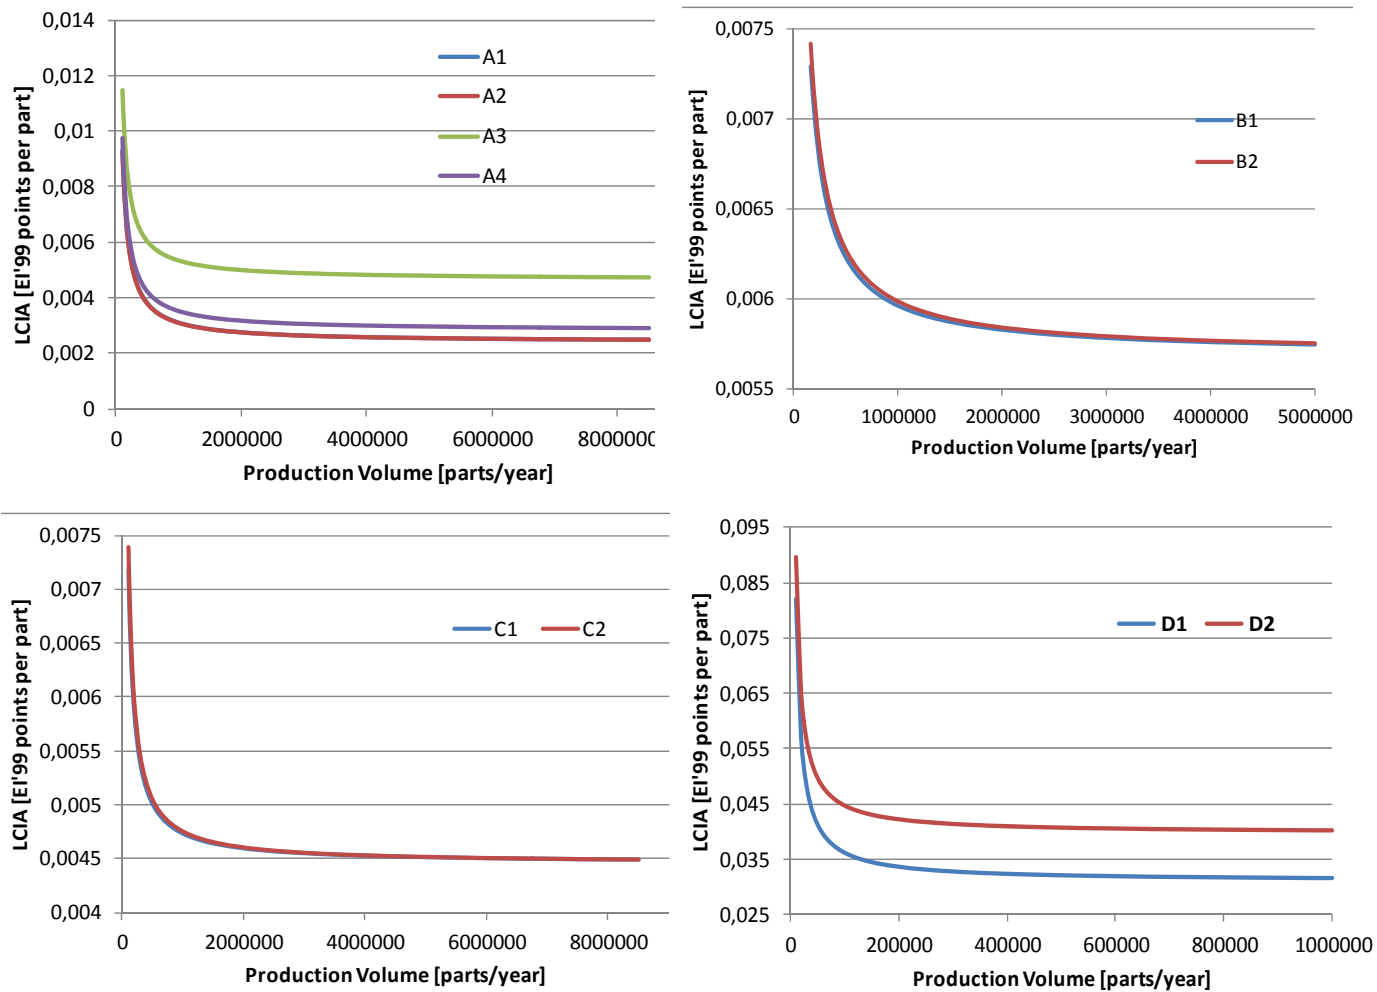 0,014
0,012
0,01
0,008
0,006
0,004
0,002
0
LCIA [EI'99 points per part]
A1
A2
A3
A4
0 2000000 4000000 6000000 8000000
Production Volume [parts/year]
0,0075
0,007
0,0065
0,006
0,0055
LCIA [EI'99 points per part]
B1
B2
0 1000000 2000000 3000000 4000000 5000000
Production Volume [parts/year]
0,0075
0,007
0,0065
0,006
0,0055
0,005
0,0045
0,004
LCIA [EI'99 points per part]
C1 C2
0 2000000 4000000 6000000 8000000
Production Volume [parts/year]
0,095
0,085
0,075
0,065
0,055
0,045
0,035
0,025
LCIA [EI'99 points per part]
D1 D2
0 200000 400000 600000 800000 1000000
Production Volume [parts/year]